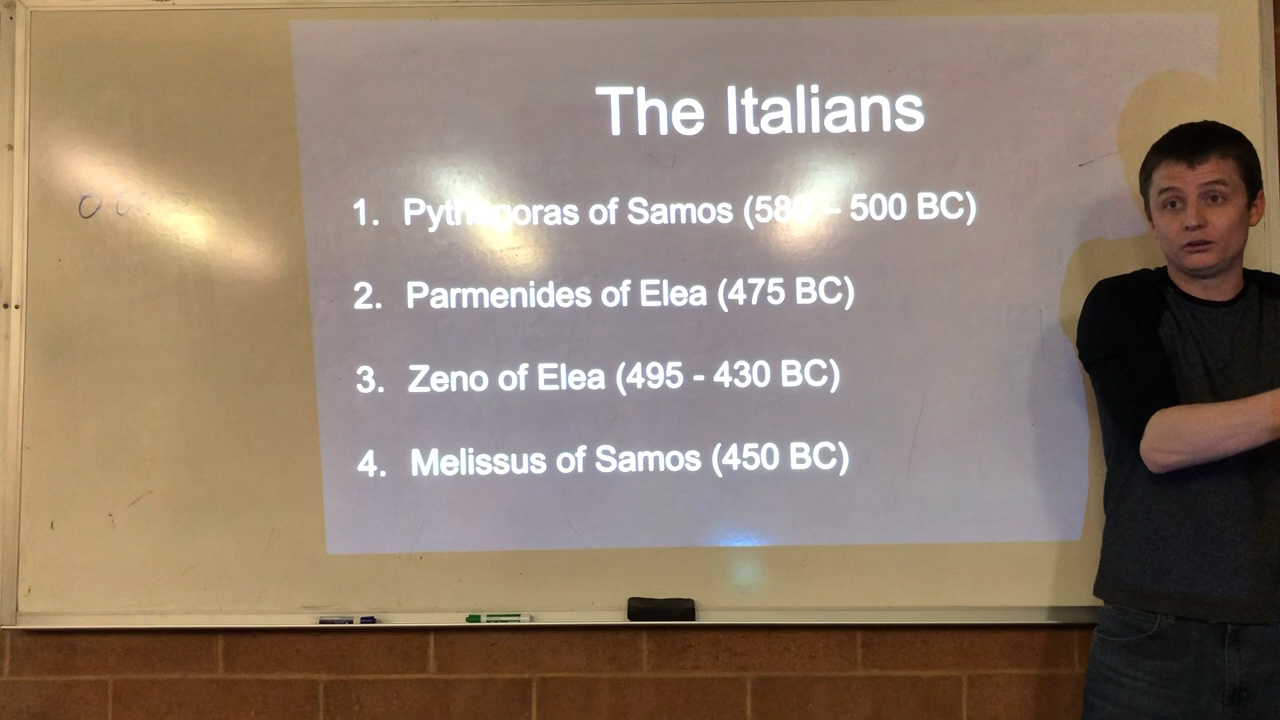 The Italians
1. Pythagoras of Samos (580 – 500 BC)
2. Parmenides of Elea (475 BC)
3. Zeno of Elea (495 - 430 BC)
4. Melissus of Samos (450 BC)